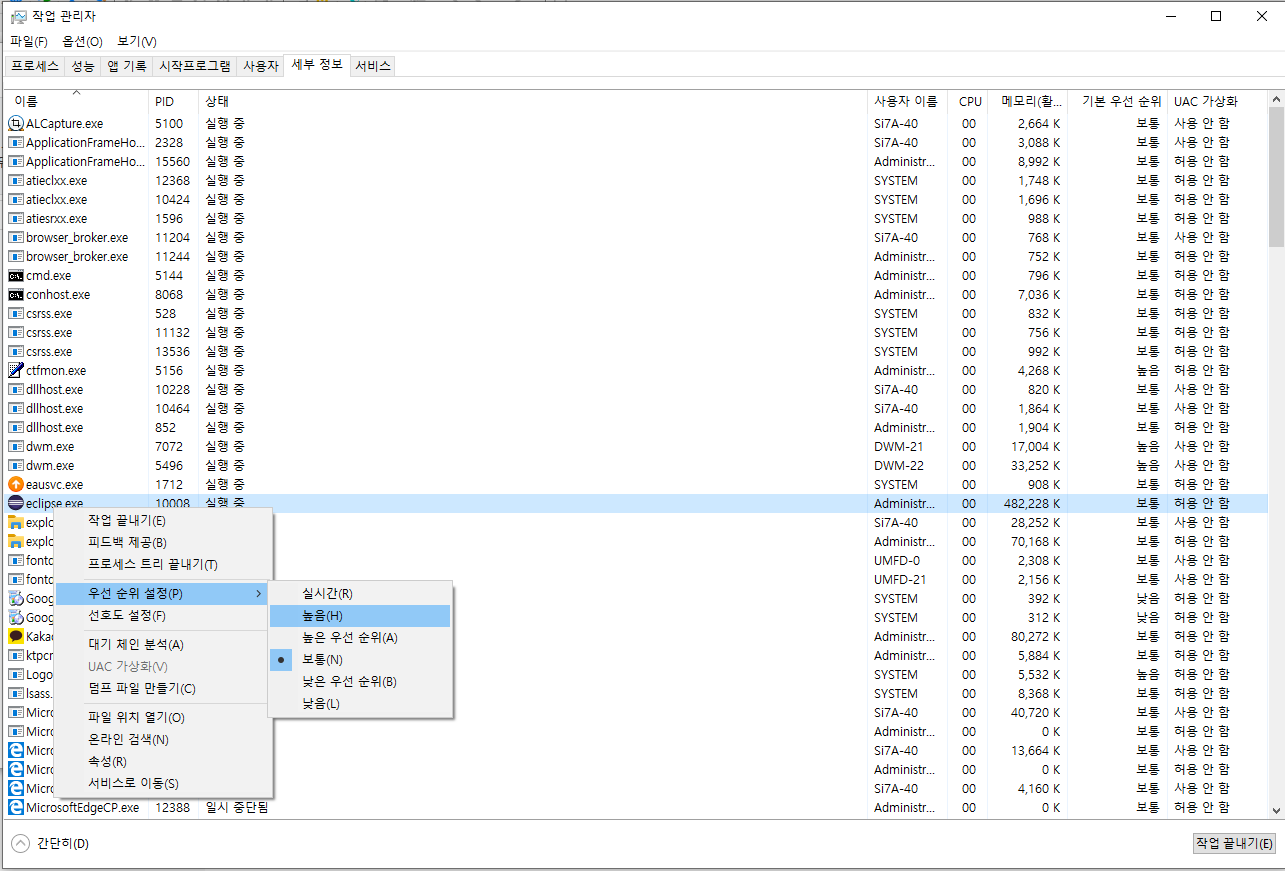 작업 관리자
파일(F) 옵션(O) 보기(V)
프로세스 성능 앱 기록 시작프로그램 사용자 세부 정보 서비스
이름 PID 상태 사용자 이름 CPU 메모리(활... 기본 우선 순위 UAC 가상화
ALCapture.exe 5100 실행 중 Si7A-40 00 2,664 K 보통 사용 안 함
ApplicationFrameHo... 2328 실행 중 Si7A-40 00 3,088 K 보통 사용 안 함
ApplicationFrameHo... 15560 실행 중 Administr... 00 8,992 K 보통 허용 안 함
atieclxx.exe 12368 실행 중 SYSTEM 00 1,748 K 보통 허용 안 함
atieclxx.exe 10424 실행 중 SYSTEM 00 1,696 K 보통 허용 안 함
atiesrxx.exe 1596 실행 중 SYSTEM 00 988 K 보통 허용 안 함
browser_broker.exe 11204 실행 중 Si7A-40 00 768 K 보통 사용 안 함
browser_broker.exe 11244 실행 중 Administr... 00 752 K 보통 허용 안 함
cmd.exe 5144 실행 중 Administr... 00 796 K 보통 허용 안 함
conhost.exe 8068 실행 중 Administr... 00 7,036 K 보통 허용 안 함
csrss.exe 528 실행 중 SYSTEM 00 832 K 보통 허용 안 함
csrss.exe 11132 실행 중 SYSTEM 00 756 K 보통 허용 안 함
csrss.exe 13536 실행 중 SYSTEM 00 992 K 보통 허용 안 함
ctfmon.exe 5156 실행 중 Administr... 00 4,268 K 높음 허용 안 함
dllhost.exe 10228 실행 중 Si7A-40 00 820 K 보통 사용 안 함
dllhost.exe 10464 실행 중 Si7A-40 00 1,864 K 보통 사용 안 함
dllhost.exe 852 실행 중 Administr... 00 1,904 K 보통 허용 안 함
dwm.exe 7072 실행 중 DWM-21 00 17,004 K 높음 허용 안 함
dwm.exe 5496 실행 중 DWM-22 00 33,252 K 높음 허용 안 함
eausvc.exe 1712 실행 중 SYSTEM 00 908 K 보통 허용 안 함
eclipse.exe 10008 실행 중 Administr... 00 482,228 K 보통 허용 안 함
explo Si7A-40 00 28,252 K 보통 사용 안 함
explo Administr... 00 70,168 K 보통 허용 안 함
fontd UMFD-0 00 2,308 K 보통 허용 안 함
fontd UMFD-21 00 2,156 K 보통 허용 안 함
Goog SYSTEM 00 392 K 낮음 허용 안 함
Goog SYSTEM 00 312 K 낮음 허용 안 함
Kakao Administr... 00 80,272 K 보통 허용 안 함
ktpcr Administr... 00 5,884 K 보통 허용 안 함
Logo SYSTEM 00 5,532 K 높음 허용 안 함
lsass. SYSTEM 00 8,368 K 보통 허용 안 함
Micro Si7A-40 00 40,720 K 보통 사용 안 함
Micro Administr... 00 0 K 보통 허용 안 함
Micro Si7A-40 00 13,664 K 보통 사용 안 함
Micro Administr... 00 0 K 보통 허용 안 함
Micro Si7A-40 00 4,160 K 보통 사용 안 함
MicrosoftEdgeCP.exe 12388 일시 중단됨 Administr... 00 0 K 보통 허용 안 함
작업 끝내기(E)
피드백 제공(B)
프로세스 트리 끝내기(T)
우선 순위 설정(P)
선호도 설정(F)
대기 체인 분석(A)
UAC 가상화(V)
덤프 파일 만들기(C)
파일 위치 열기(O)
온라인 검색(N)
속성(R)
서비스로 이동(S)
실시간(R)
높음(H)
높은 우선 순위(A)
보통(N)
낮은 우선 순위(B)
낮음(L)
간단히(D) 작업 끝내기(E)